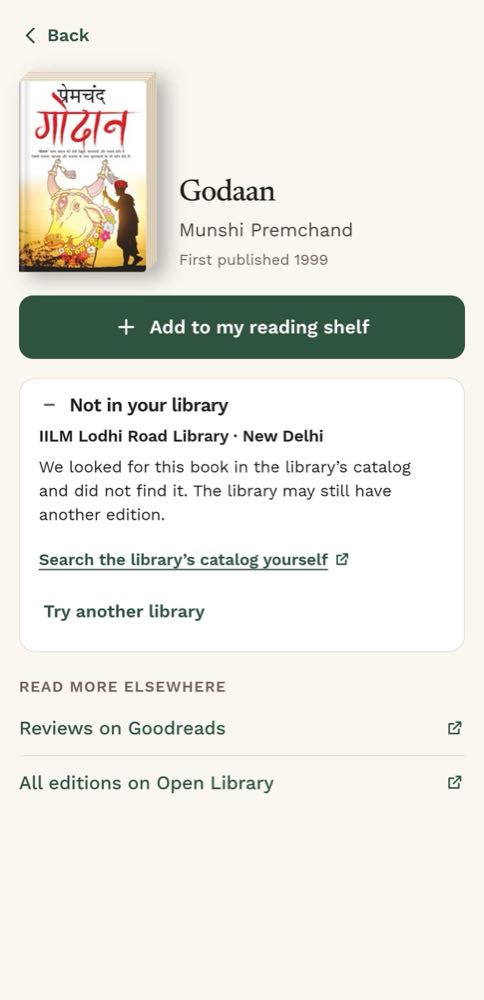 Back
प्रेमचंद
गोदान
Godaan
Munshi Premchand
First published 1999
+ Add to my reading shelf
− Not in your library
IILM Lodhi Road Library · New Delhi
We looked for this book in the library’s catalog
and did not find it. The library may still have
another edition.
Search the library’s catalog yourself
Try another library
READ MORE ELSEWHERE
Reviews on Goodreads
All editions on Open Library